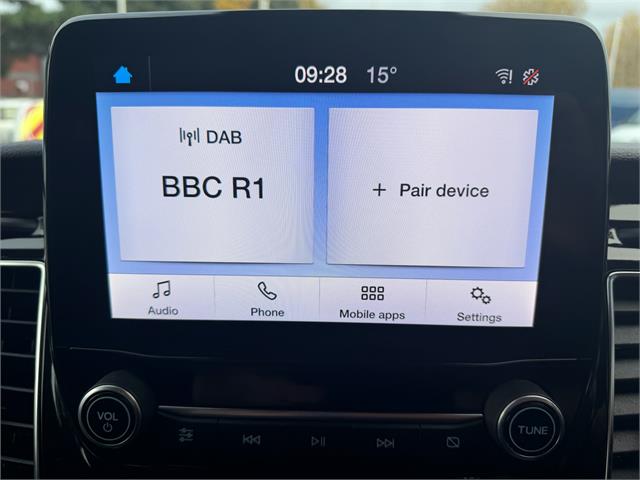 09:28 15°
DAB
BBC R1
+ Pair device
Audio
Phone
Mobile apps
Settings
VOL
TUNE